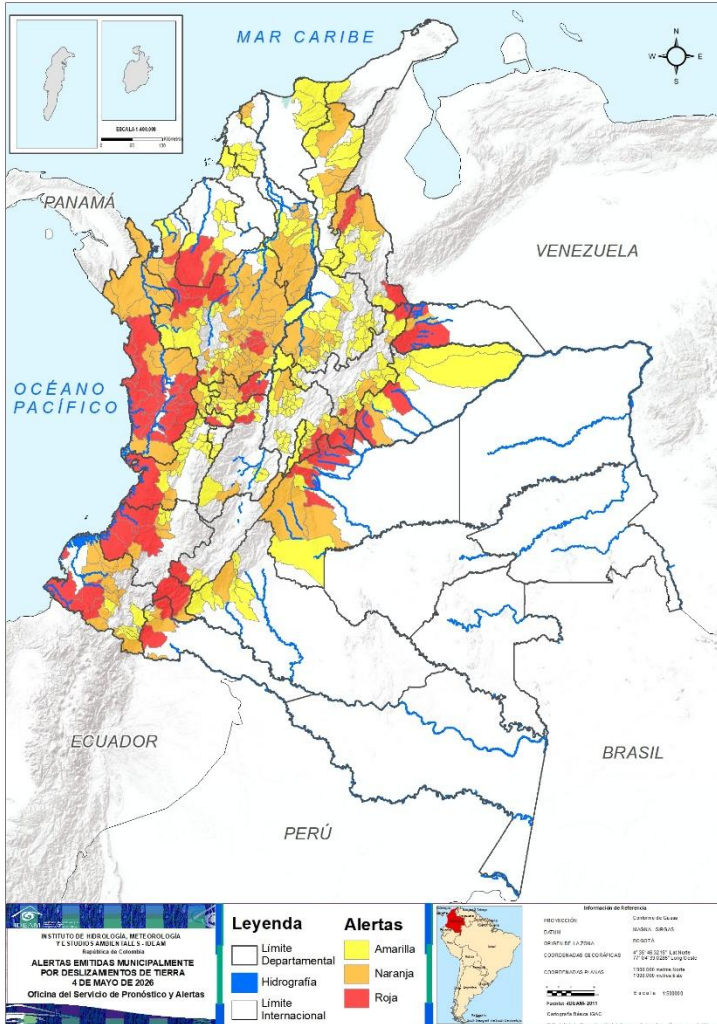 MAR CARIBE
N
W
E
S
ESCALA 1:400.000
PANAMÁ
VENEZUELA
OCÉANO
PACÍFICO
ECUADOR
BRASIL
PERÚ
IDEAM
INSTITUTO DE HIDROLOGÍA, METEOROLOGÍA
Y ESTUDIOS AMBIENTALES - IDEAM
República de Colombia
ALERTAS EMITIDAS MUNICIPALMENTE
POR DESLIZAMIENTOS DE TIERRA
4 DE MAYO DE 2026
Oficina del Servicio de Pronóstico y Alertas
Leyenda
Límite
Departamental
Hidrografía
Límite
Internacional
Alertas
Amarilla
Naranja
Roja
Información de Referencia
PROYECCIÓN
DATUM
MAGNA - SIRGAS
ORIGEN DE LA ZONA
BOGOTÁ
COORDENADAS GEOGRÁFICAS
COORDENADAS PLANAS
Cartografía Básica IGAC